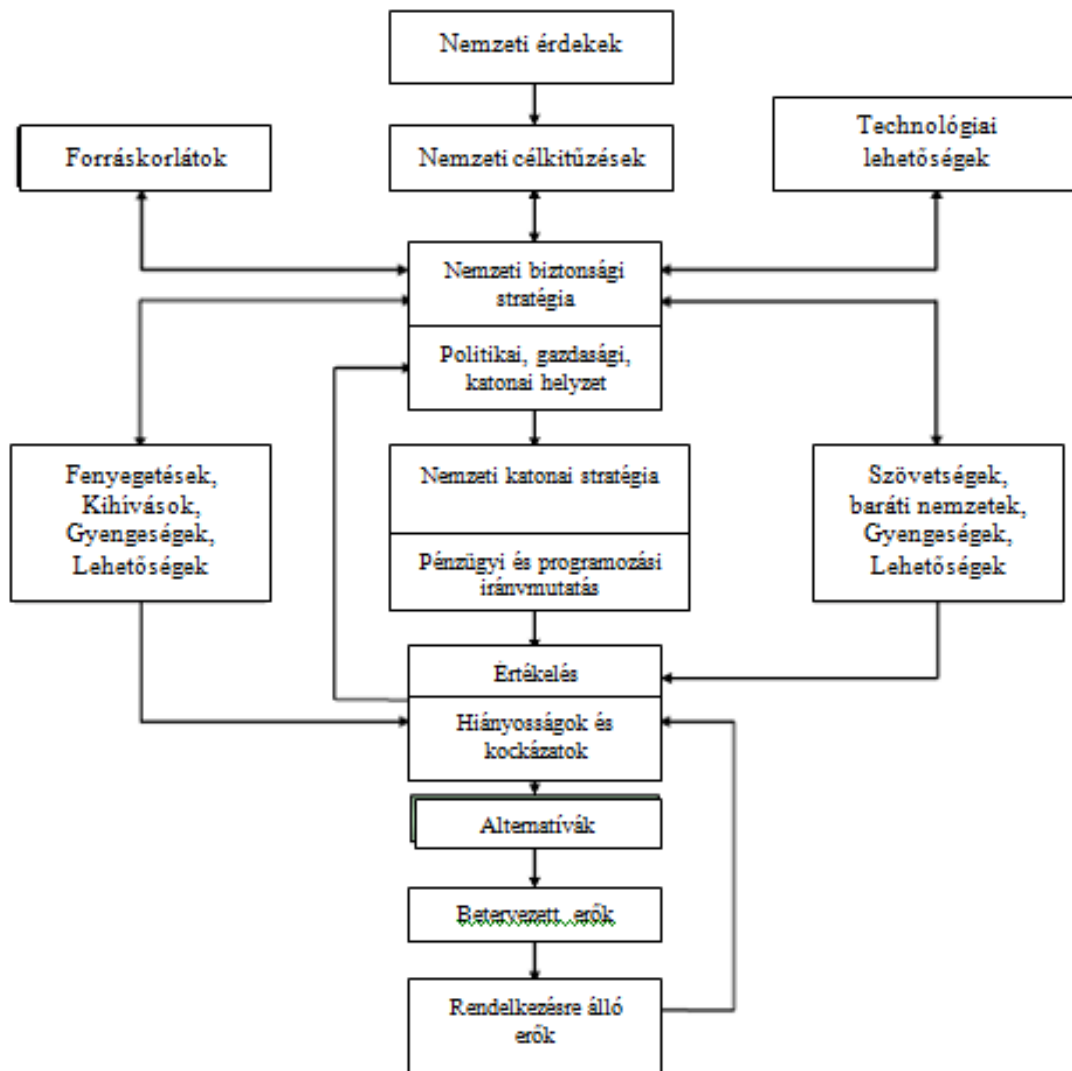 Nemzeti érdekek
Forráskorlátok
Nemzeti célkitűzések
Technológiai
lehetőségek
Nemzeti biztonsági
stratégia
Politikai, gazdasági,
katonai helyzet
Fenyegetések,
Kihívások,
Gyengeségek,
Lehetőségek
Nemzeti katonai stratégia
Pénzügyi és programozási
iránymutatás
Szövetségek,
baráti nemzetek,
Gyengeségek,
Lehetőségek
Értékelés
Hiányosságok és
kockázatok
Alternatívák
Betervezett erők
Rendelkezésre álló
erők